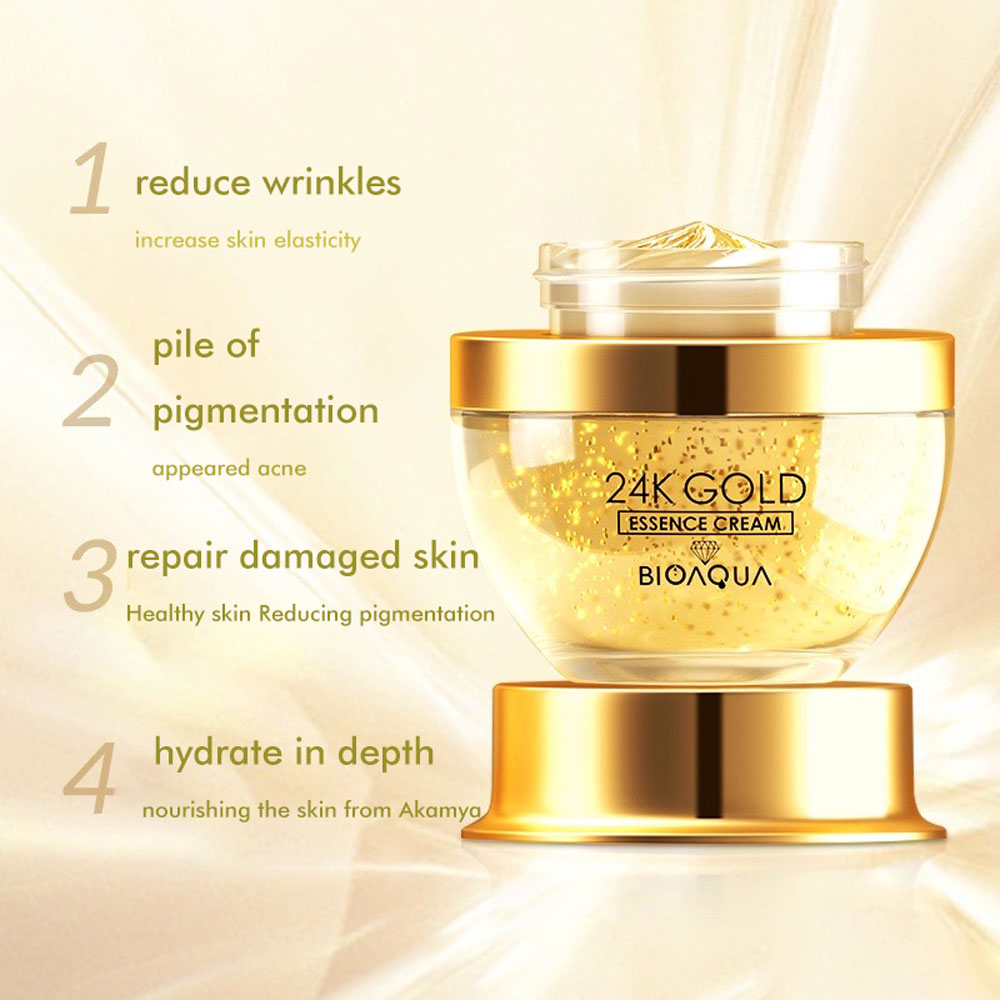 1
reduce wrinkles
increase skin elasticity
2
pile of
pigmentation
appeared acne
3
repair damaged skin
Healthy skin Reducing pigmentation
4
hydrate in depth
nourishing the skin from Akamya
24K GOLD
ESSENCE CREAM.
BIOAQUA